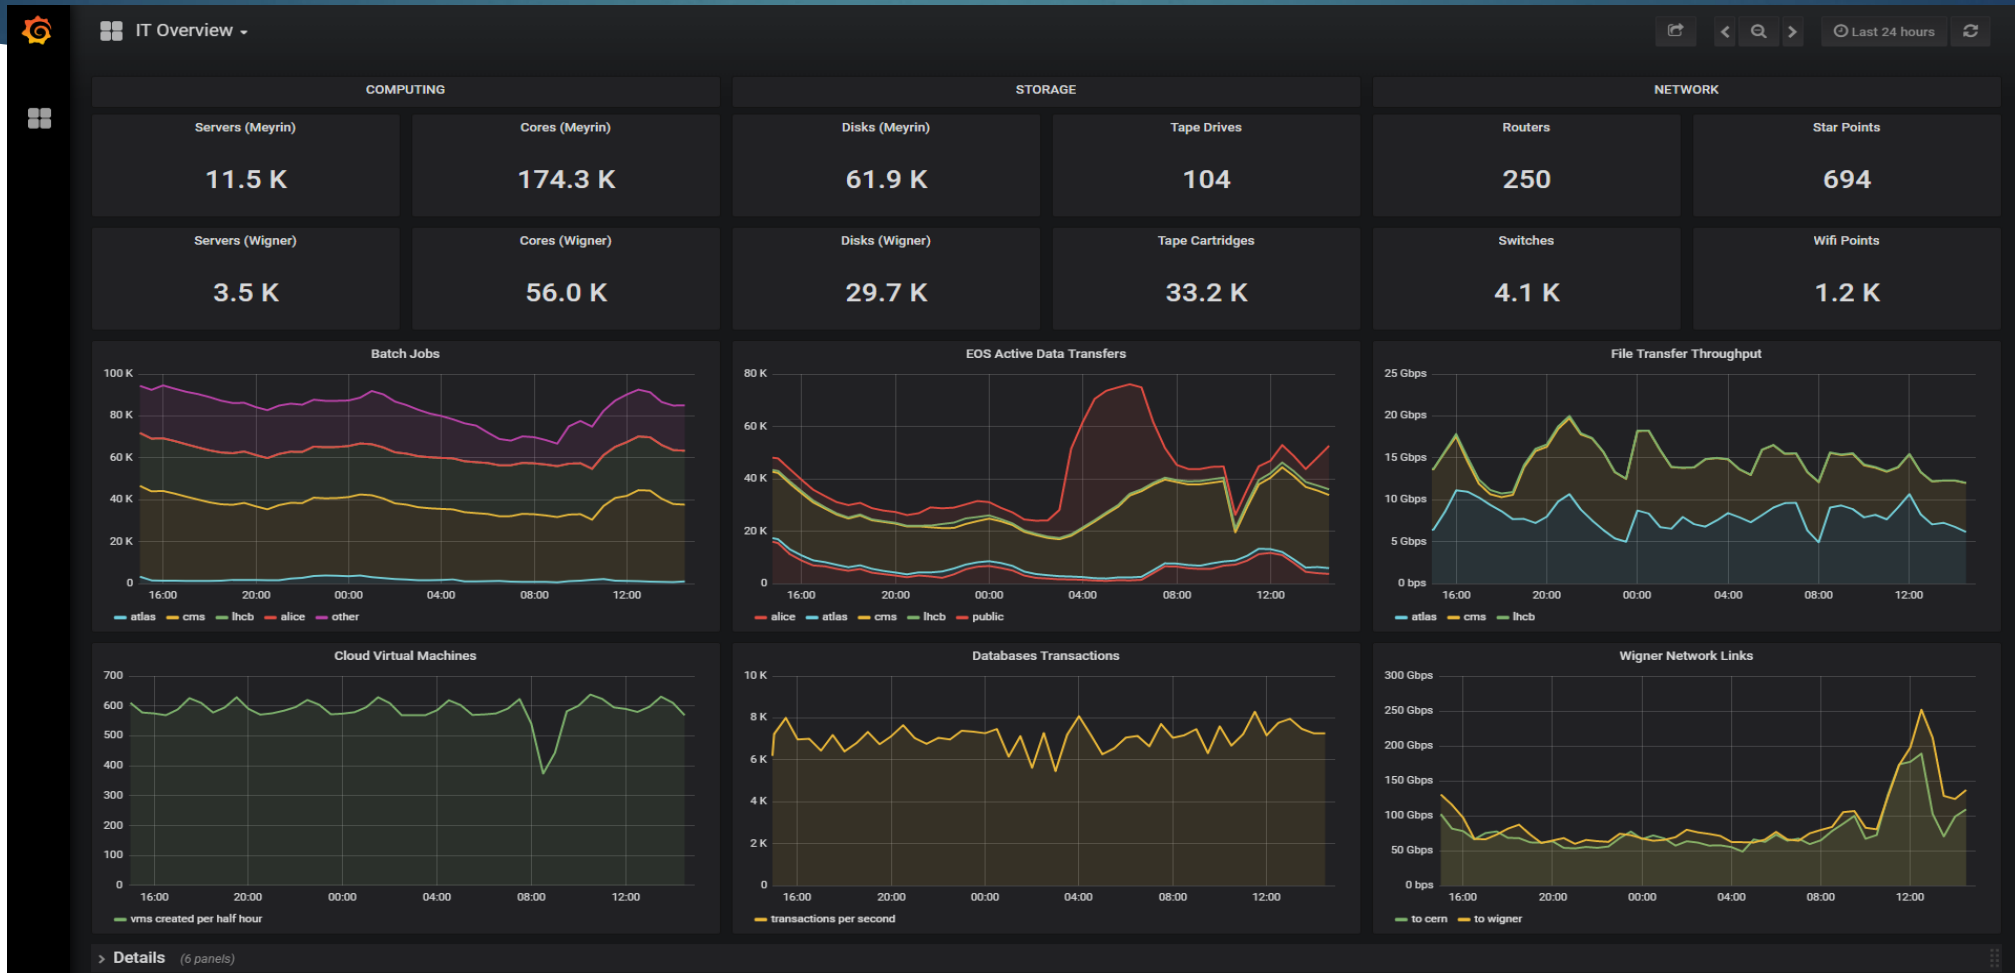 IT Overview
Last 24 hours
COMPUTING
STORAGE
NETWORK
Servers (Meyrin)
11.5 K
Cores (Meyrin)
174.3 K
Disks (Meyrin)
61.9 K
Tape Drives
104
Routers
250
Star Points
694
Servers (Wigner)
3.5 K
Cores (Wigner)
56.0 K
Disks (Wigner)
29.7 K
Tape Cartridges
33.2 K
Switches
4.1 K
Wifi Points
1.2 K
Batch Jobs
100 K
80 K
60 K
40 K
20 K
0
16:00 20:00 00:00 04:00 08:00 12:00
atlas cms lhcb alice other
EOS Active Data Transfers
80 K
60 K
40 K
20 K
0
16:00 20:00 00:00 04:00 08:00 12:00
alice atlas cms lhcb public
File Transfer Throughput
25 Gbps
20 Gbps
15 Gbps
10 Gbps
5 Gbps
0 bps
16:00 20:00 00:00 04:00 08:00 12:00
atlas cms lhcb
Cloud Virtual Machines
700
600
500
400
300
200
100
0
16:00 20:00 00:00 04:00 08:00 12:00
vms created per half hour
Databases Transactions
10 K
8 K
6 K
4 K
2 K
0
16:00 20:00 00:00 04:00 08:00 12:00
transactions per second
Wigner Network Links
300 Gbps
250 Gbps
200 Gbps
150 Gbps
100 Gbps
50 Gbps
0 bps
16:00 20:00 00:00 04:00 08:00 12:00
to cern to wigner
Details (6 panels)